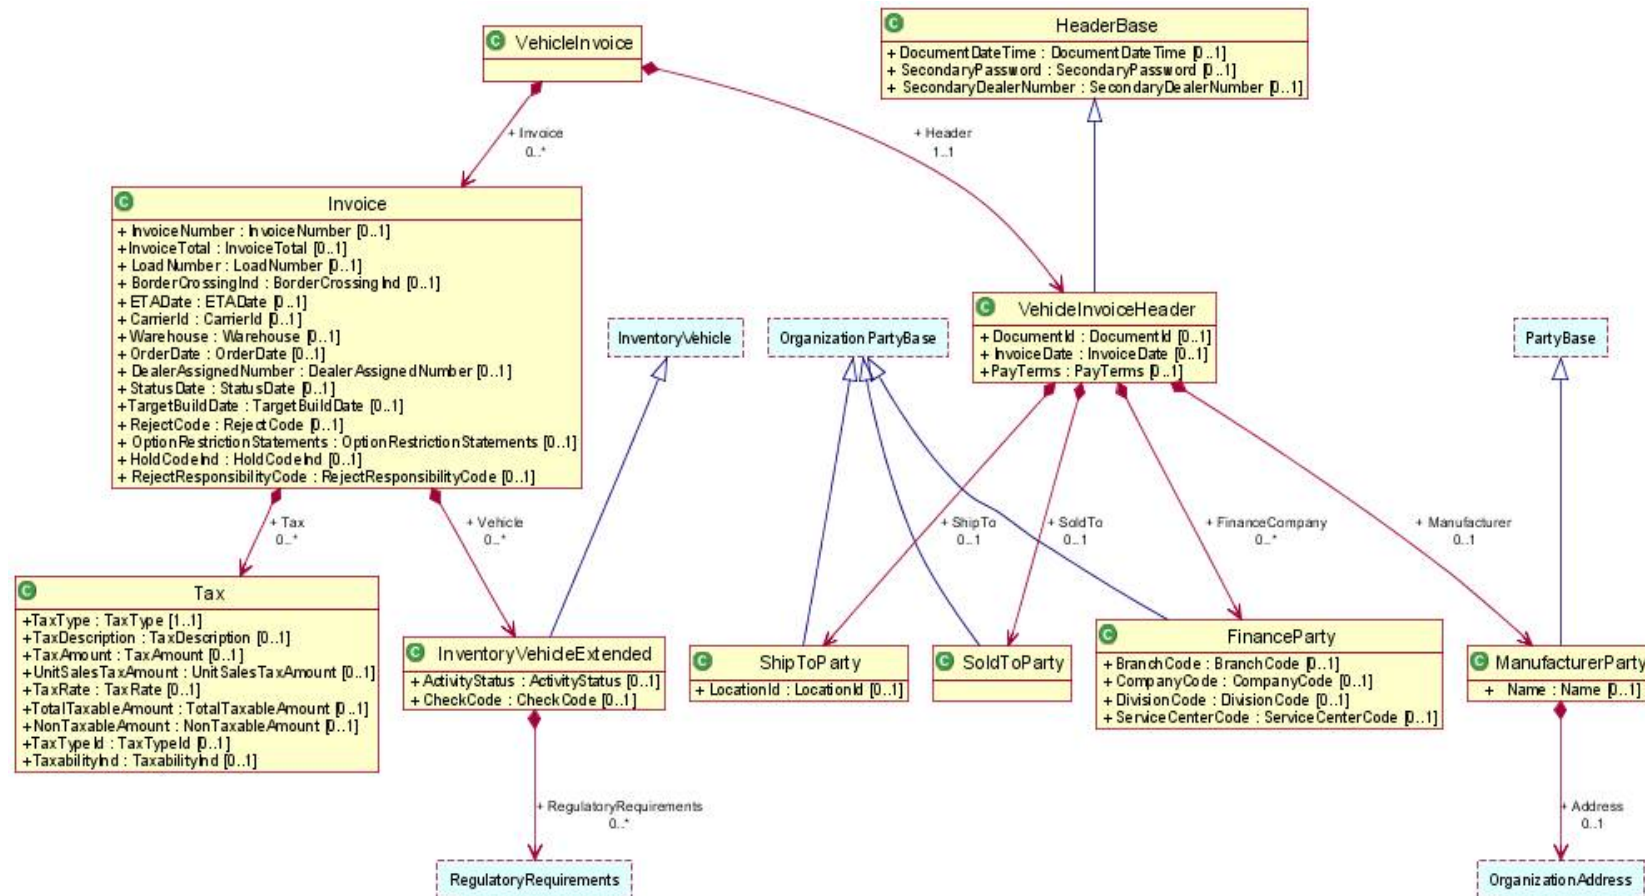 C VehicleInvoice
C HeaderBase
+ DocumentDateTime : DocumentDateTime [0..1]
+ SecondaryPassword : SecondaryPassword [0..1]
+ SecondaryDealerNumber : SecondaryDealerNumber [0..1]
+ Invoice
0..*
+ Header
1..1
C Invoice
+ InvoiceNumber : InvoiceNumber [0..1]
+InvoiceTotal : InvoiceTotal [0..1]
+ LoadNumber : LoadNumber [0..1]
+ BorderCrossingInd : BorderCrossingInd [0..1]
+ ETADate : ETADate [0..1]
+ CarrierId : CarrierId [0..1]
+ Warehouse : Warehouse [0..1]
+ OrderDate : OrderDate [0..1]
+ DealerAssignedNumber : DealerAssignedNumber [0..1]
+ StatusDate : StatusDate [0..1]
+TargetBuildDate : TargetBuildDate [0..1]
+ RejectCode : RejectCode [0..1]
+ OptionRestrictionStatements : OptionRestrictionStatements [0..1]
+ HoldCodeInd : HoldCodeInd [0..1]
+ RejectResponsibilityCode : RejectResponsibilityCode [0..1]
InventoryVehicle
OrganizationPartyBase
C VehicleInvoiceHeader
+ DocumentId : DocumentId [0..1]
+ InvoiceDate : InvoiceDate [0..1]
+PayTerms : PayTerms [0..1]
PartyBase
+ Tax
0..*
+ Vehicle
0..*
+ ShipTo
0..1
+ SoldTo
0..1
+ FinanceCompany
0..*
+ Manufacturer
0..1
C Tax
+TaxType : TaxType [1..1]
+TaxDescription : TaxDescription [0..1]
+TaxAmount : TaxAmount [0..1]
+UnitSalesTaxAmount : UnitSalesTaxAmount [0..1]
+TaxRate : TaxRate [0..1]
+TotalTaxableAmount : TotalTaxableAmount [0..1]
+NonTaxableAmount : NonTaxableAmount [0..1]
+TaxTypeId : TaxTypeId [0..1]
+TaxabilityInd : TaxabilityInd [0..1]
C InventoryVehicleExtended
+ ActivityStatus : ActivityStatus [0..1]
+ CheckCode : CheckCode [0..1]
C ShipToParty
+ LocationId : LocationId [0..1]
C SoldToParty
C FinanceParty
+ BranchCode : BranchCode [0..1]
+ CompanyCode : CompanyCode [0..1]
+ DivisionCode : DivisionCode [0..1]
+ ServiceCenterCode : ServiceCenterCode [0..1]
C ManufacturerParty
+ Name : Name [0..1]
+ RegulatoryRequirements
0..*
+ Address
0..1
RegulatoryRequirements
OrganizationAddress